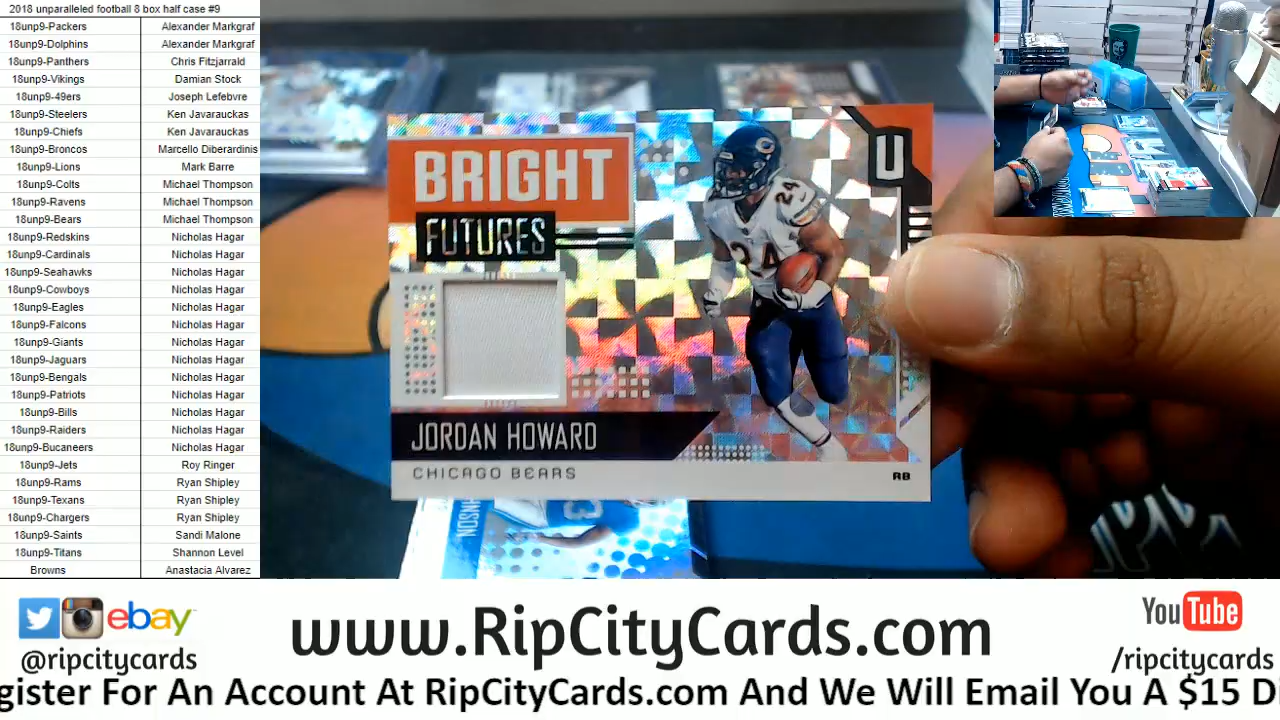 2018 unparalleled football 8 box half case #9
18unp9-Packers Alexander Markgraf
18unp9-Dolphins Alexander Markgraf
18unp9-Panthers Chris Fitzjarrald
18unp9-Vikings Damian Stock
18unp9-49ers Joseph Lefebvre
18unp9-Steelers Ken Javarauckas
18unp9-Chiefs Ken Javarauckas
18unp9-Broncos Marcello Diberardinis
18unp9-Lions Mark Barre
18unp9-Colts Michael Thompson
18unp9-Ravens Michael Thompson
18unp9-Bears Michael Thompson
18unp9-Redskins Nicholas Hagar
18unp9-Cardinals Nicholas Hagar
18unp9-Seahawks Nicholas Hagar
18unp9-Cowboys Nicholas Hagar
18unp9-Eagles Nicholas Hagar
18unp9-Falcons Nicholas Hagar
18unp9-Giants Nicholas Hagar
18unp9-Jaguars Nicholas Hagar
18unp9-Bengals Nicholas Hagar
18unp9-Patriots Nicholas Hagar
18unp9-Bills Nicholas Hagar
18unp9-Raiders Nicholas Hagar
18unp9-Bucaneers Nicholas Hagar
18unp9-Jets Roy Ringer
18unp9-Rams Ryan Shipley
18unp9-Texans Ryan Shipley
18unp9-Chargers Ryan Shipley
18unp9-Saints Sandi Malone
18unp9-Titans Shannon Level
Browns Anastacia Alvarez
BRIGHT
FUTURES
U
24
24
JORDAN HOWARD
CHICAGO BEARS
RB
ebay
@ripcitycards
www.RipCityCards.com
YouTube
/ripcitycards
gister For An Account At RipCityCards.com And We Will Email You A $15 Di